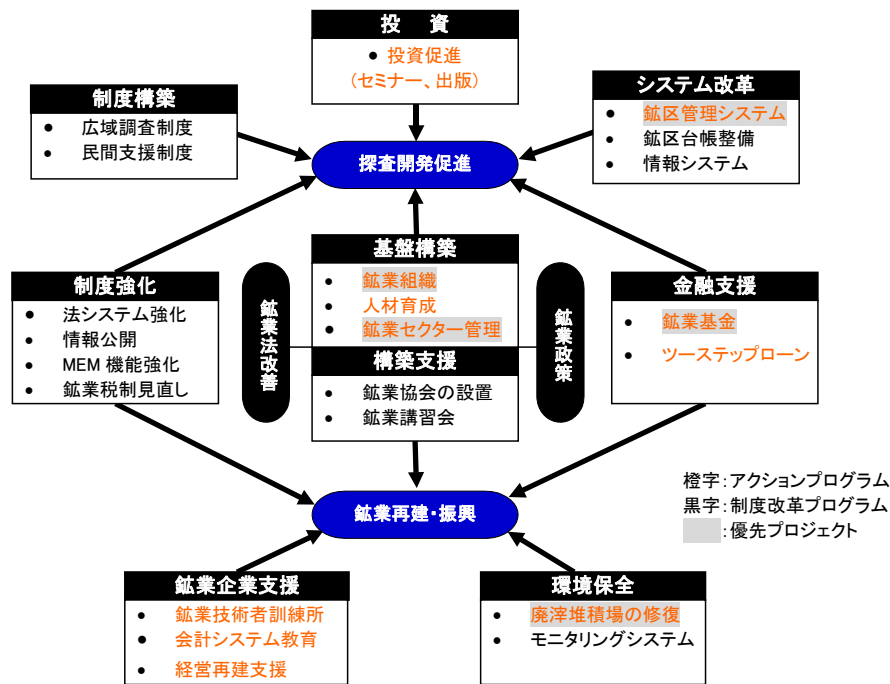 投 資
● 投資促進
(セミナー、出版)
制度構築
● 広域調査制度
● 民間支援制度
システム改革
● 鉱区管理システム
● 鉱区台帳整備
● 情報システム
探査開発促進
基盤構築
● 鉱業組織
● 人材育成
● 鉱業セクター管理
制度強化
● 法システム強化
● 情報公開
● MEM 機能強化
● 鉱業税制見直し
鉱業法改善
鉱業政策
金融支援
● 鉱業基金
● ツーステップローン
構築支援
● 鉱業協会の設置
● 鉱業講習会
橙字:アクションプログラム
黒字:制度改革プログラム
:優先プロジェクト
鉱業再建・振興
鉱業企業支援
● 鉱業技術者訓練所
● 会計システム教育
● 経営再建支援
環境保全
● 廃滓堆積場の修復
● モニタリングシステム